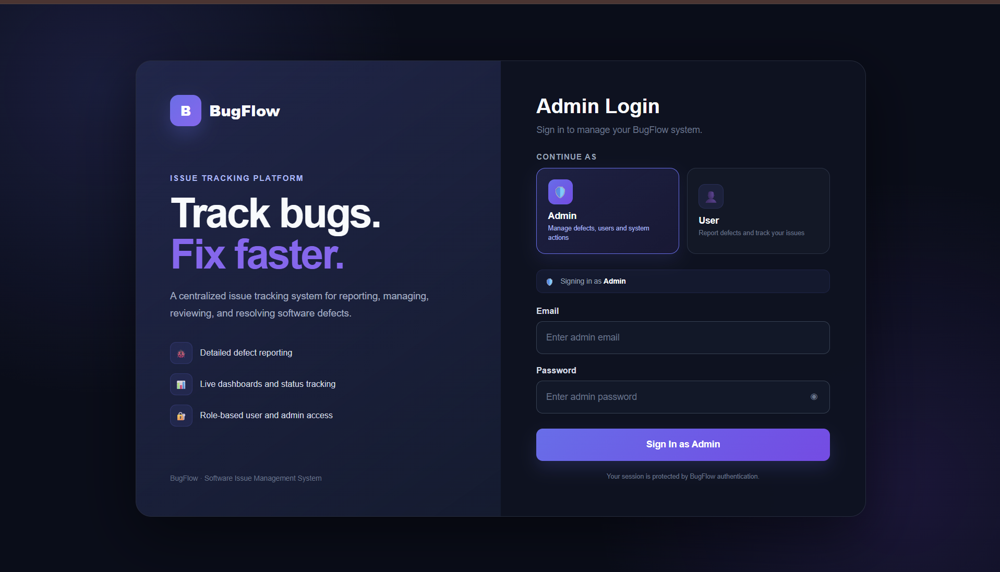 B
BugFlow
ISSUE TRACKING PLATFORM
Track bugs.
Fix faster.
A centralized issue tracking system for reporting, managing,
reviewing, and resolving software defects.
Detailed defect reporting
Live dashboards and status tracking
Role-based user and admin access
BugFlow · Software Issue Management System
Admin Login
Sign in to manage your BugFlow system.
CONTINUE AS
Admin
Manage defects, users and system
actions
User
Report defects and track your issues
Signing in as Admin
Email
Enter admin email
Password
Enter admin password
Sign In as Admin
Your session is protected by BugFlow authentication.